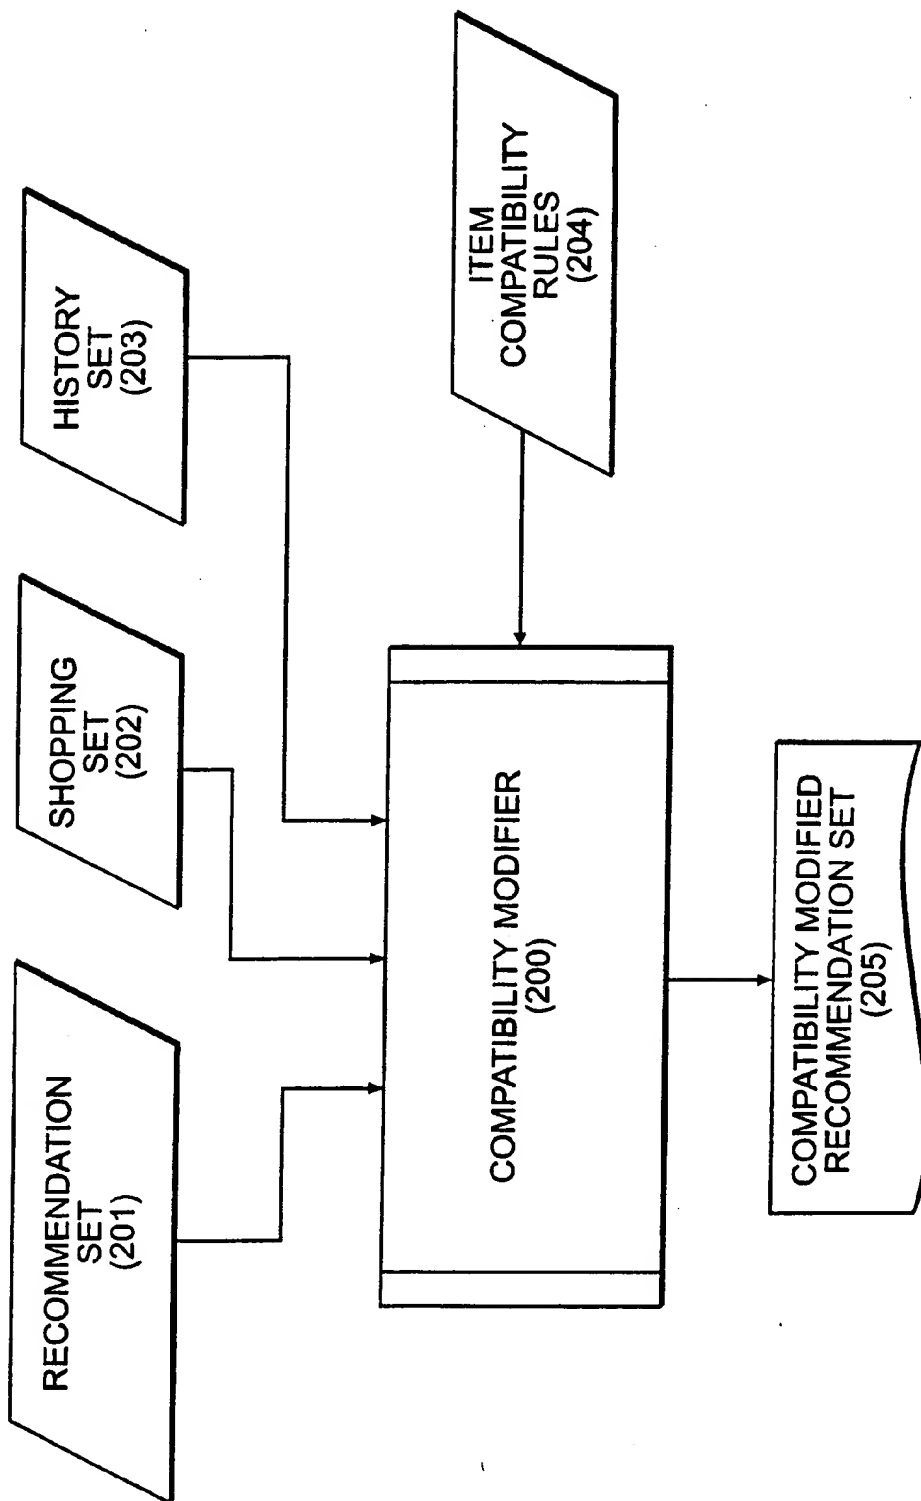 RECOMMENDATION
SET
(201)
SHOPPING
SET
(202)
HISTORY
SET
(203)
COMPATIBILITY MODIFIER
(200)
ITEM
COMPATIBILITY
RULES
(204)
COMPATIBILITY MODIFIED
RECOMMENDATION SET
(205)